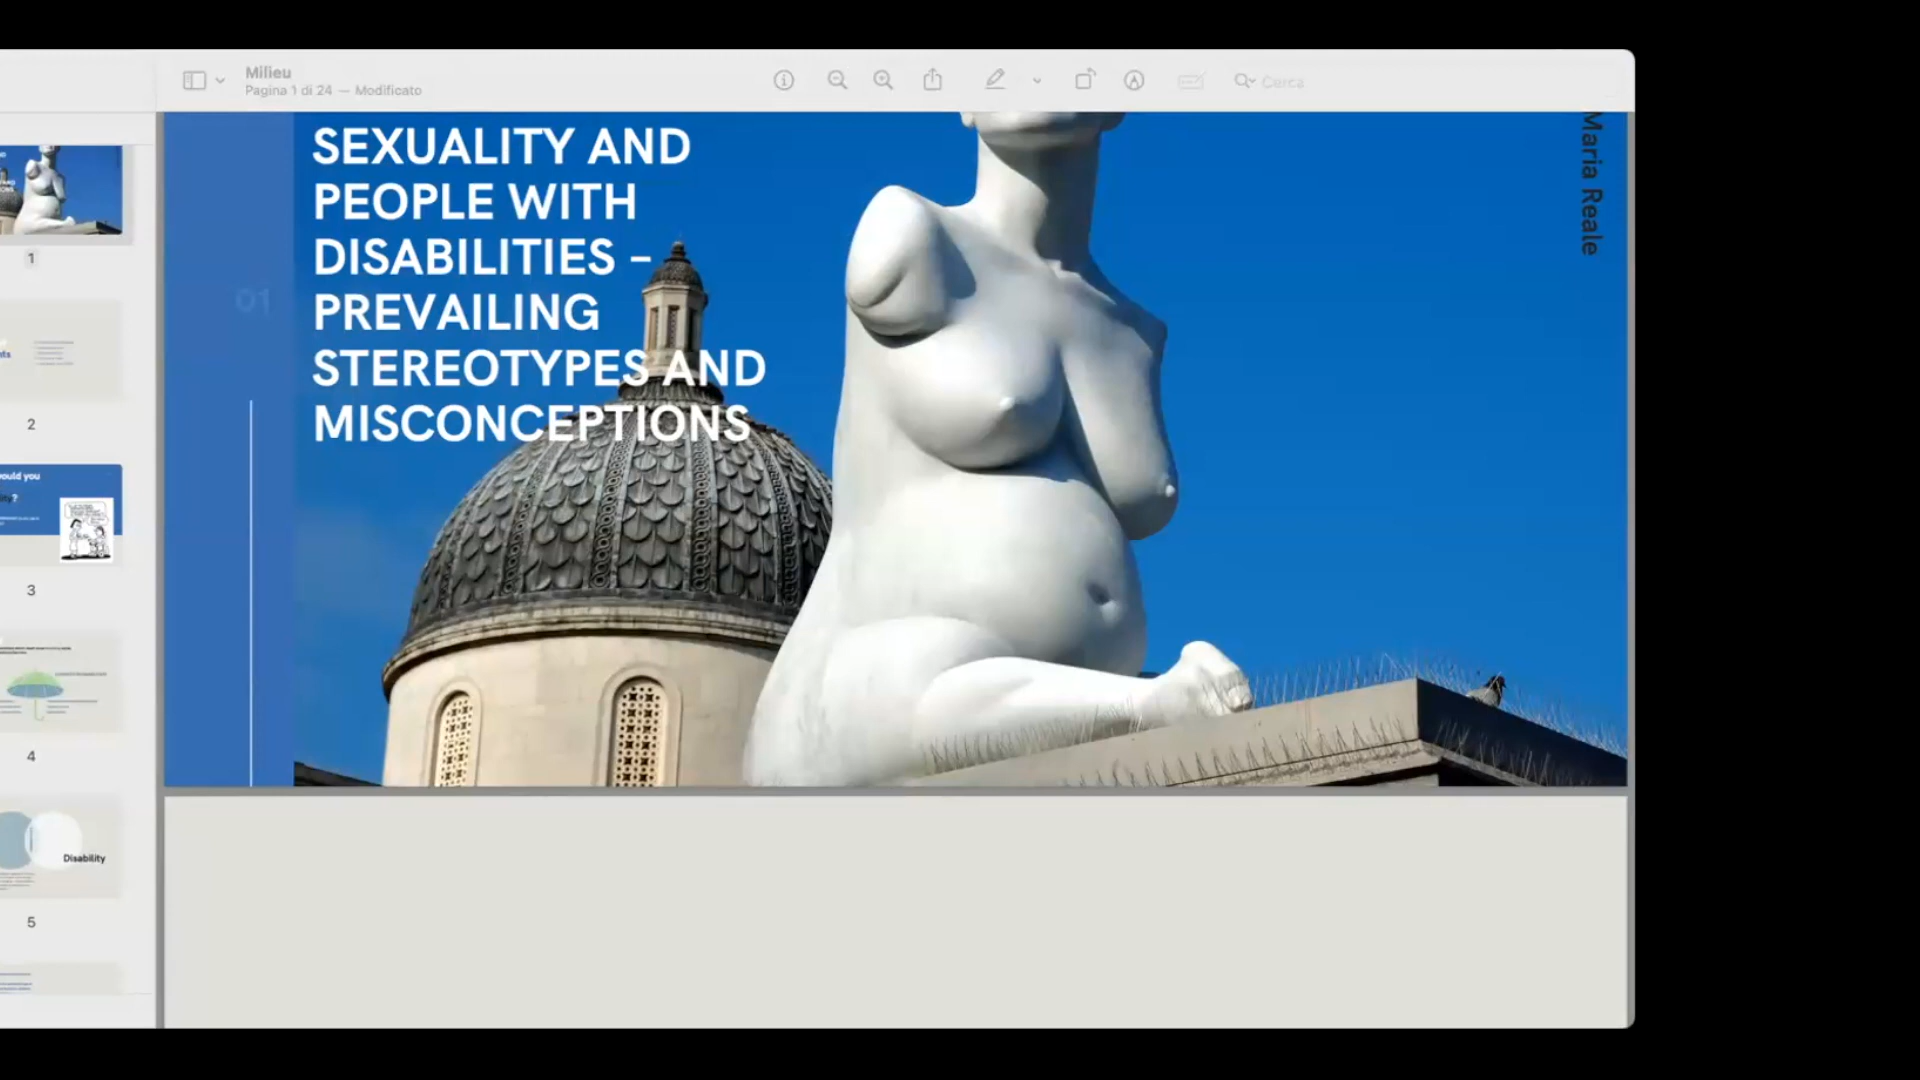 Milieu
Pagina 1 di 24 — Modificato
Cerca
SEXUALITY AND
PEOPLE WITH
DISABILITIES –
PREVAILING
STEREOTYPES AND
MISCONCEPTIONS
Maria Reale
01
1
2
3
4
Disability
5